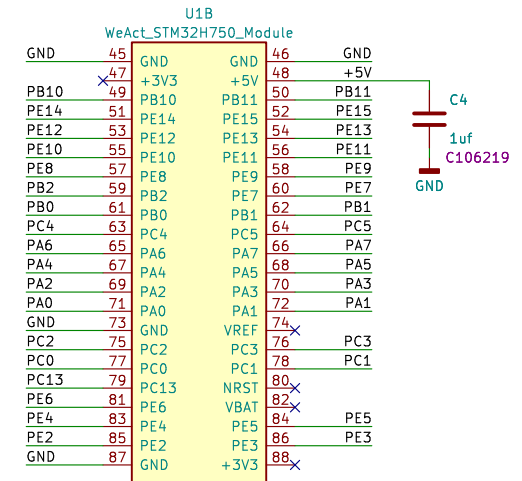 U1B
WeAct_STM32H750_Module
GND 45 GND GND 46 GND
47 +3V3 +5V 48 +5V
PB10 49 PB10 PB11 50 PB11
PE14 51 PE14 PE15 52 PE15
PE12 53 PE12 PE13 54 PE13
PE10 55 PE10 PE11 56 PE11
PE8 57 PE8 PE9 58 PE9
PB2 59 PB2 PE7 60 PE7
PB0 61 PB0 PB1 62 PB1
PC4 63 PC4 PC5 64 PC5
PA6 65 PA6 PA7 66 PA7
PA4 67 PA4 PA5 68 PA5
PA2 69 PA2 PA3 70 PA3
PA0 71 PA0 PA1 72 PA1
GND 73 GND VREF 74
PC2 75 PC2 PC3 76 PC3
PC0 77 PC0 PC1 78 PC1
PC13 79 PC13 NRST 80
PE6 81 PE6 VBAT 82
PE4 83 PE4 PE5 84 PE5
PE2 85 PE2 PE3 86 PE3
GND 87 GND +3V3 88
C4
1uf
C106219
GND